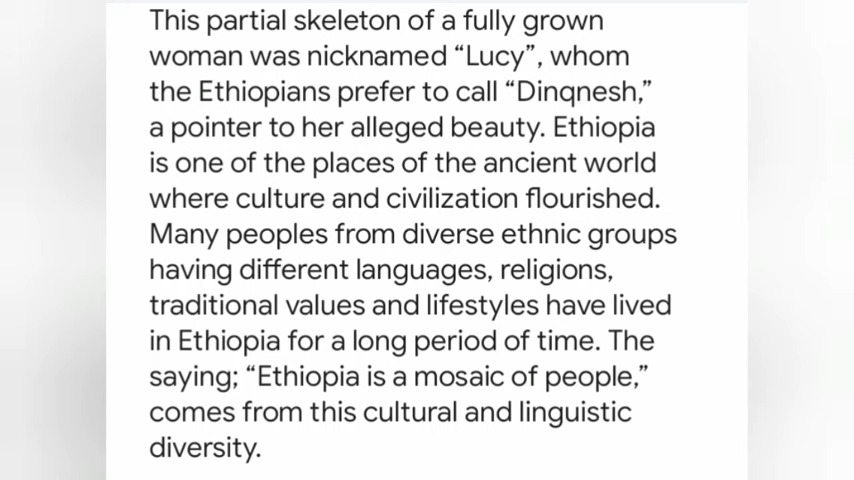 This partial skeleton of a fully grown
woman was nicknamed “Lucy”, whom
the Ethiopians prefer to call “Dinqnesh,”
a pointer to her alleged beauty. Ethiopia
is one of the places of the ancient world
where culture and civilization flourished.
Many peoples from diverse ethnic groups
having different languages, religions,
traditional values and lifestyles have lived
in Ethiopia for a long period of time. The
saying; “Ethiopia is a mosaic of people,”
comes from this cultural and linguistic
diversity.